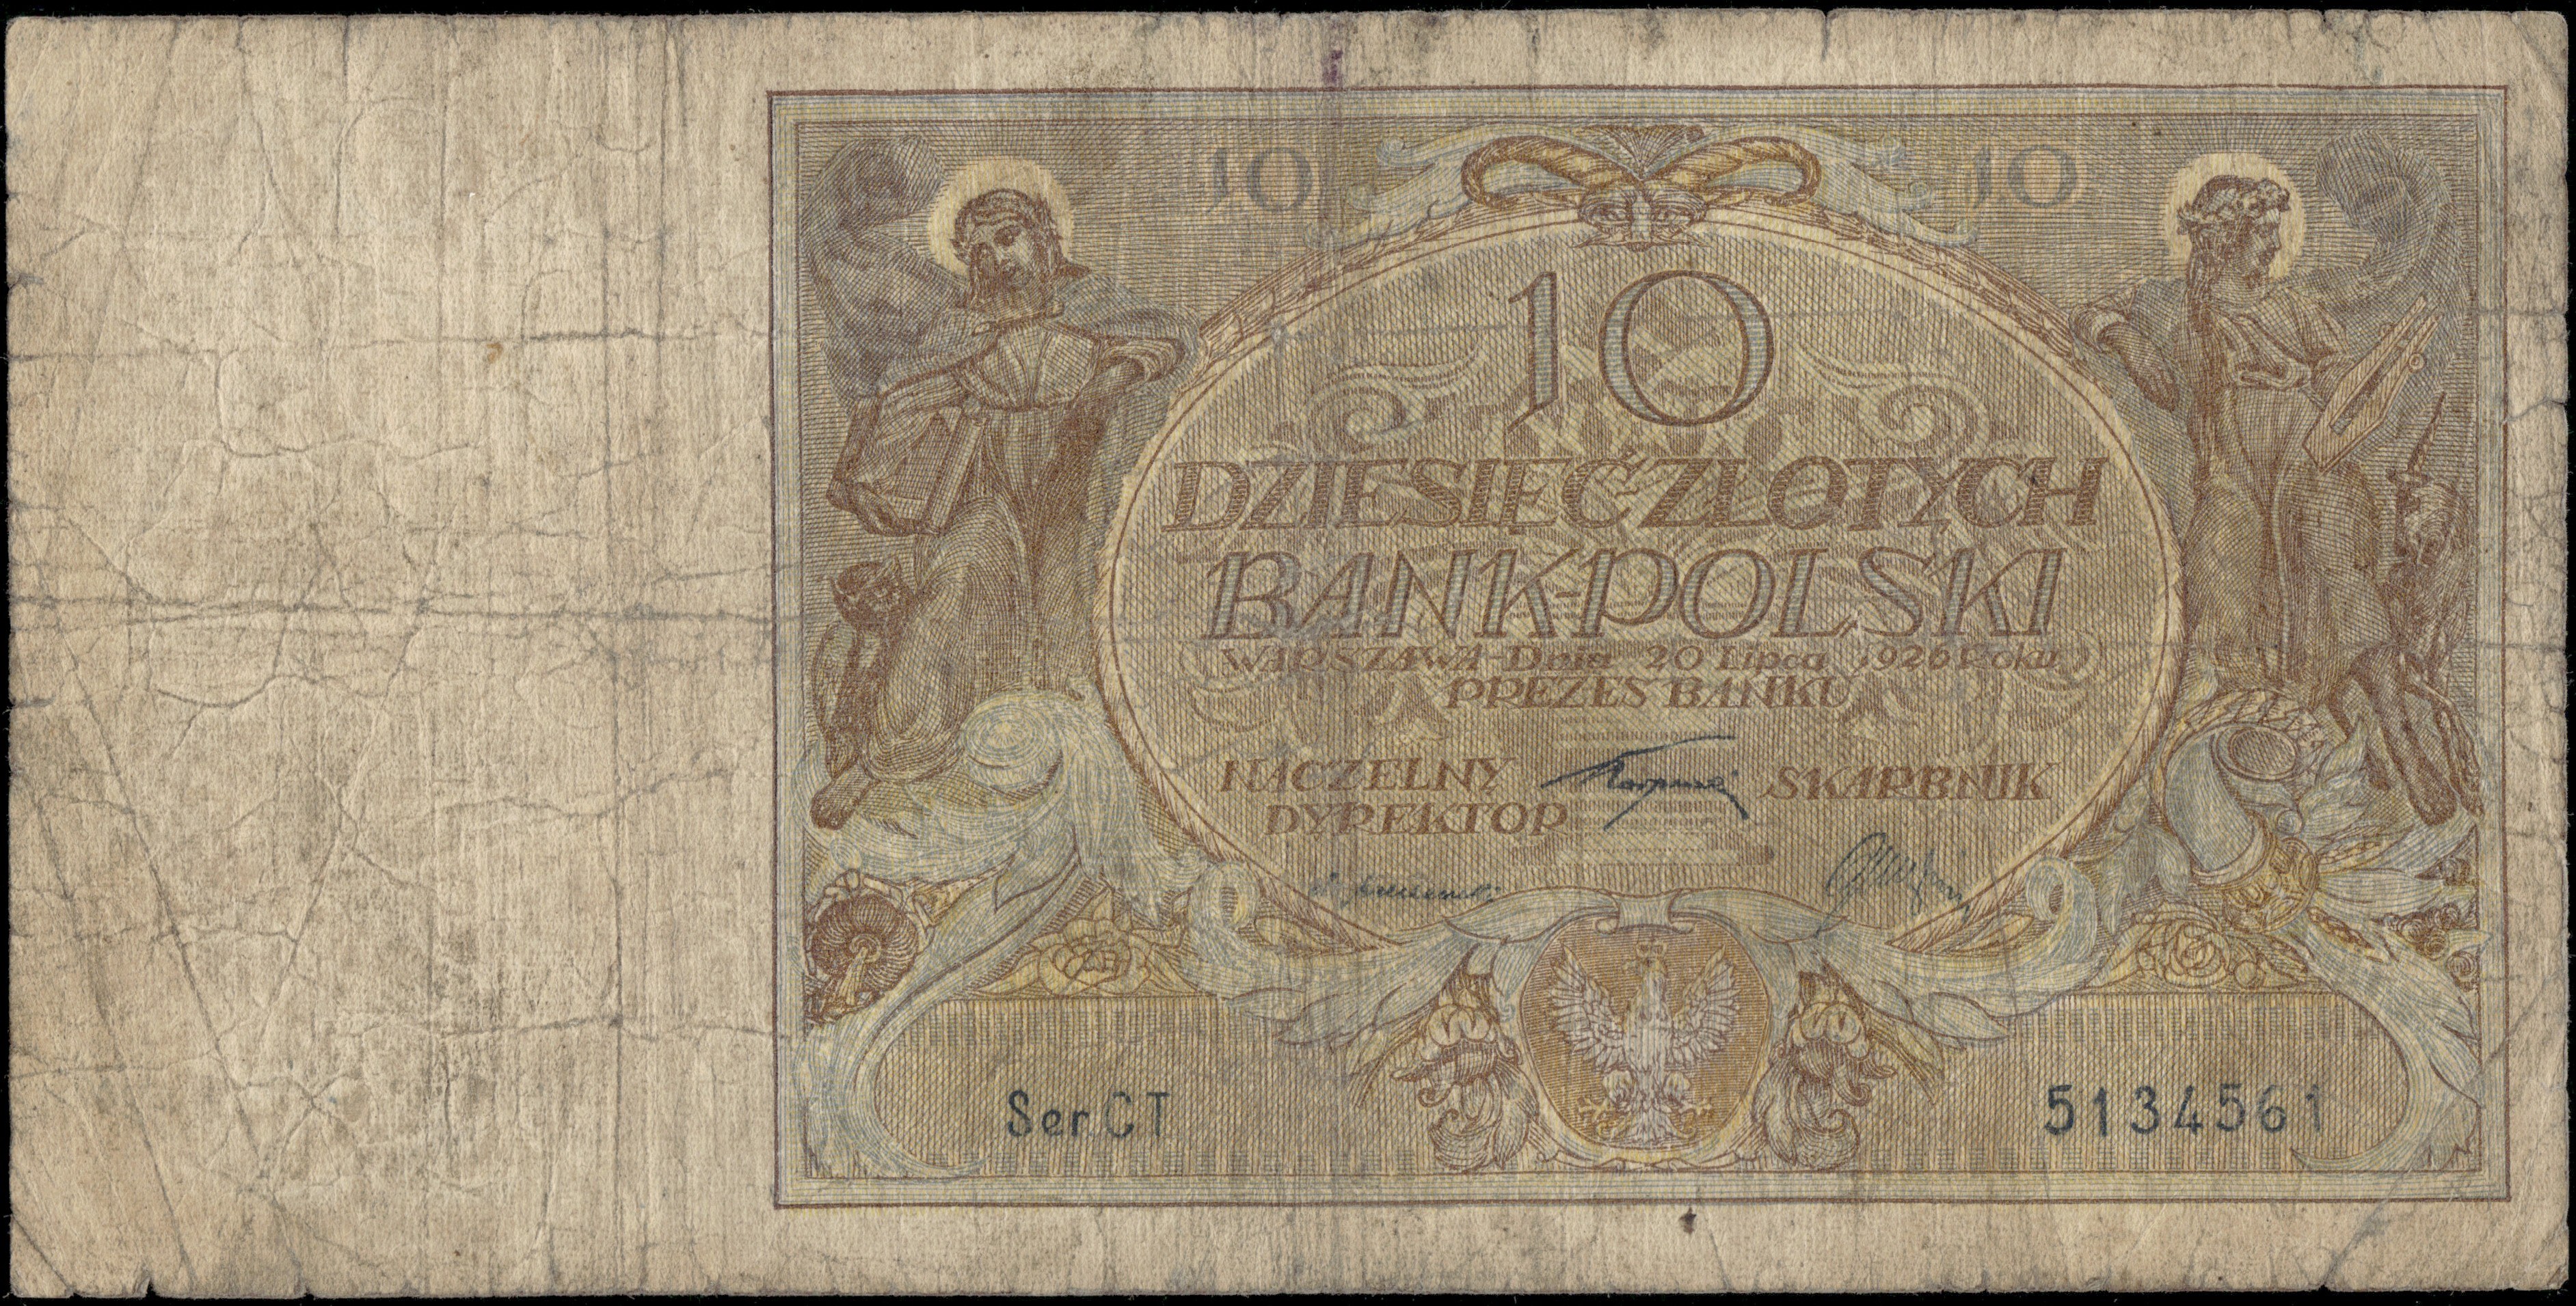 10 10
10
DZIESIĘĆ-ZŁOTYCH
BANK-POLSKI
WARSZAWA-Dnia 20 Lipca 1926 Roku
PREZES BANKU
NACZELNY SKARBNIK
DYREKTOR
Ser. CT 5134561